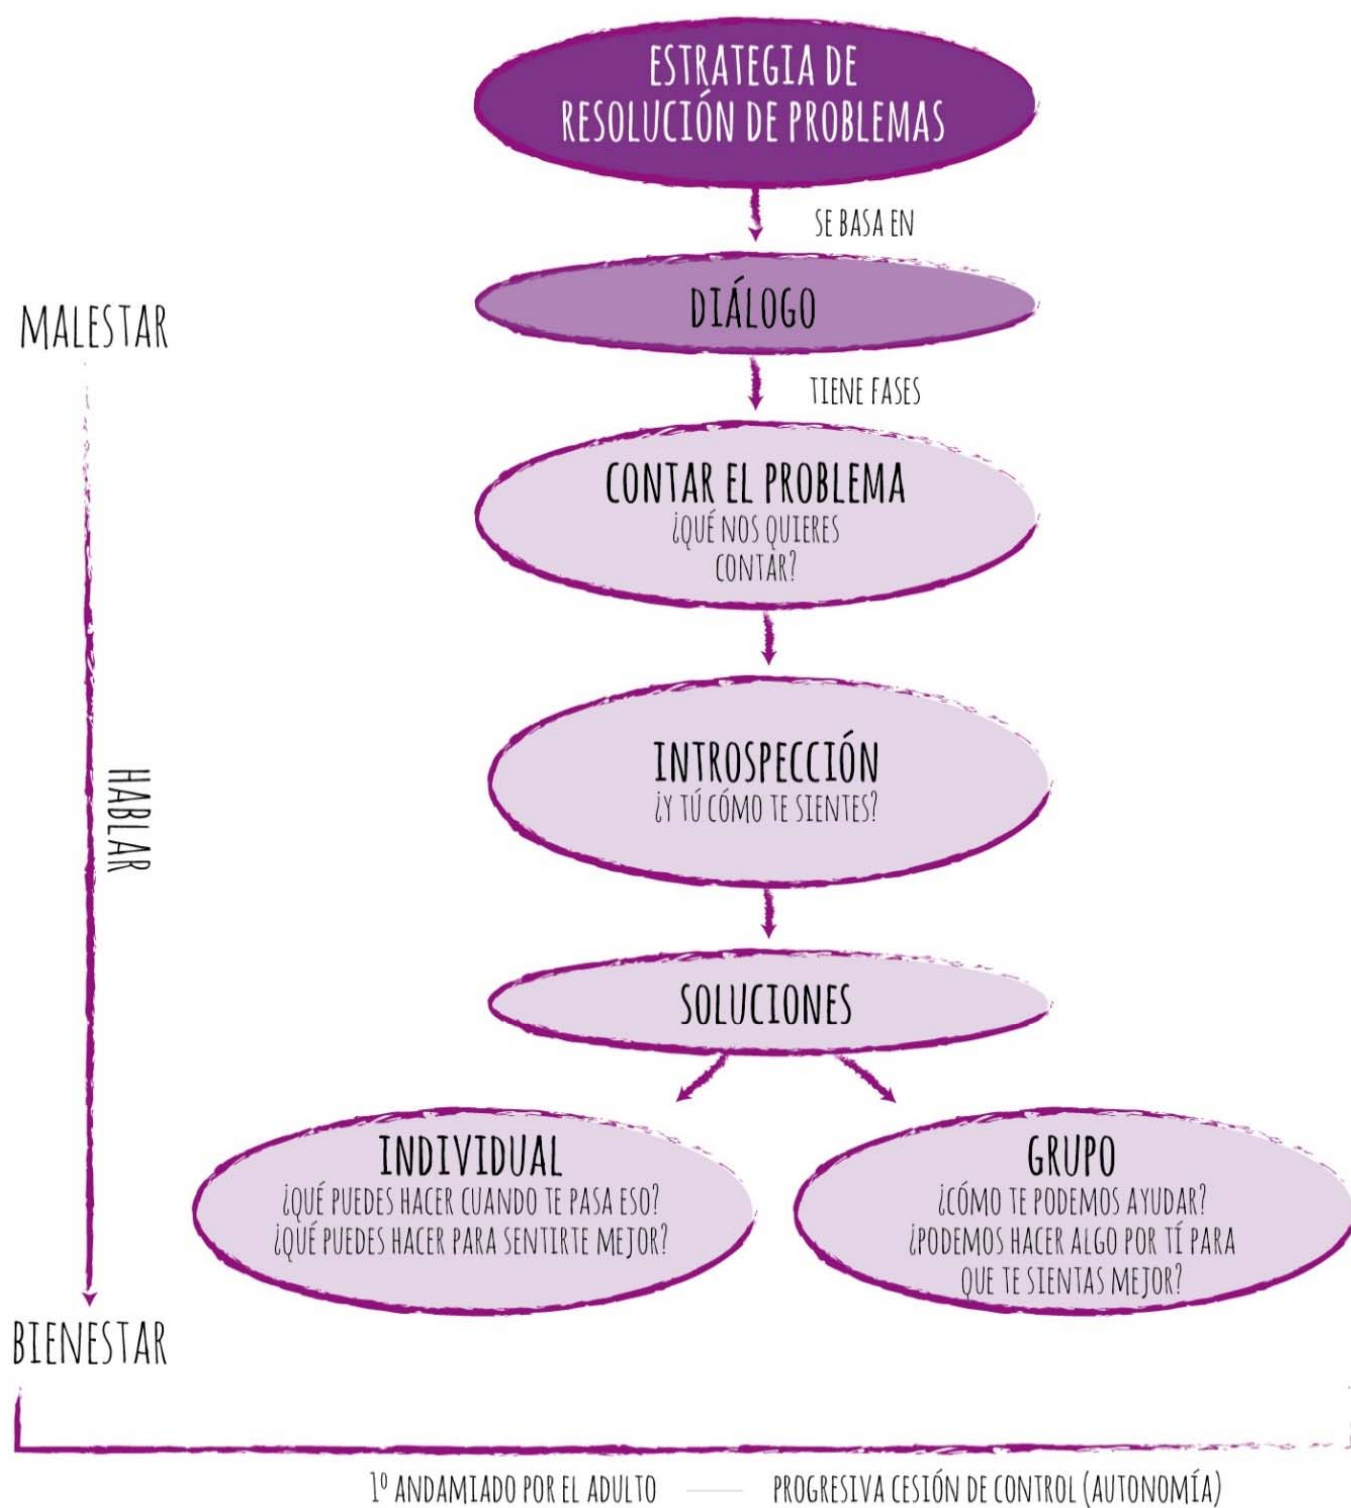 ESTRATEGIA DE
RESOLUCIÓN DE PROBLEMAS
SE BASA EN
DIÁLOGO
MALESTAR
TIENE FASES
CONTAR EL PROBLEMA
¿QUÉ NOS QUIERES
CONTAR?
INTROSPECCIÓN
¿Y TÚ CÓMO TE SIENTES?
HABLAR
SOLUCIONES
INDIVIDUAL
¿QUÉ PUEDES HACER CUANDO TE PASA ESO?
¿QUÉ PUEDES HACER PARA SENTIRTE MEJOR?
GRUPO
¿CÓMO TE PODEMOS AYUDAR?
¿PODEMOS HACER ALGO POR TÍ PARA
QUE TE SIENTAS MEJOR?
BIENESTAR
1º ANDAMIADO POR EL ADULTO — PROGRESIVA CESIÓN DE CONTROL (AUTONOMÍA)